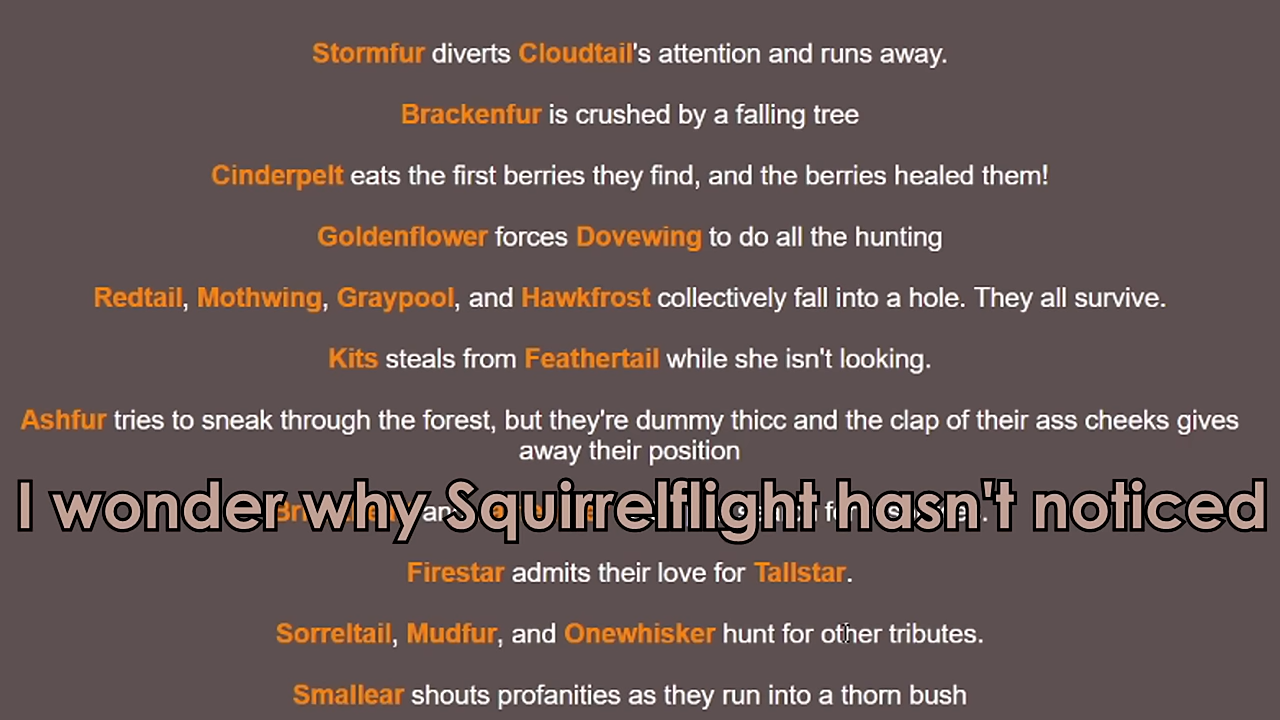 Stormfur diverts Cloudtail's attention and runs away.
Brackenfur is crushed by a falling tree
Cinderpelt eats the first berries they find, and the berries healed them!
Goldenflower forces Dovewing to do all the hunting
Redtail, Mothwing, Graypool, and Hawkfrost collectively fall into a hole. They all survive.
Kits steals from Feathertail while she isn't looking.
Ashfur tries to sneak through the forest, but they're dummy thicc and the clap of their ass cheeks gives
away their position
I wonder why Squirrelflight hasn't noticed
Firestar admits their love for Tallstar.
Sorreltail, Mudfur, and Onewhisker hunt for other tributes.
Smallear shouts profanities as they run into a thorn bush